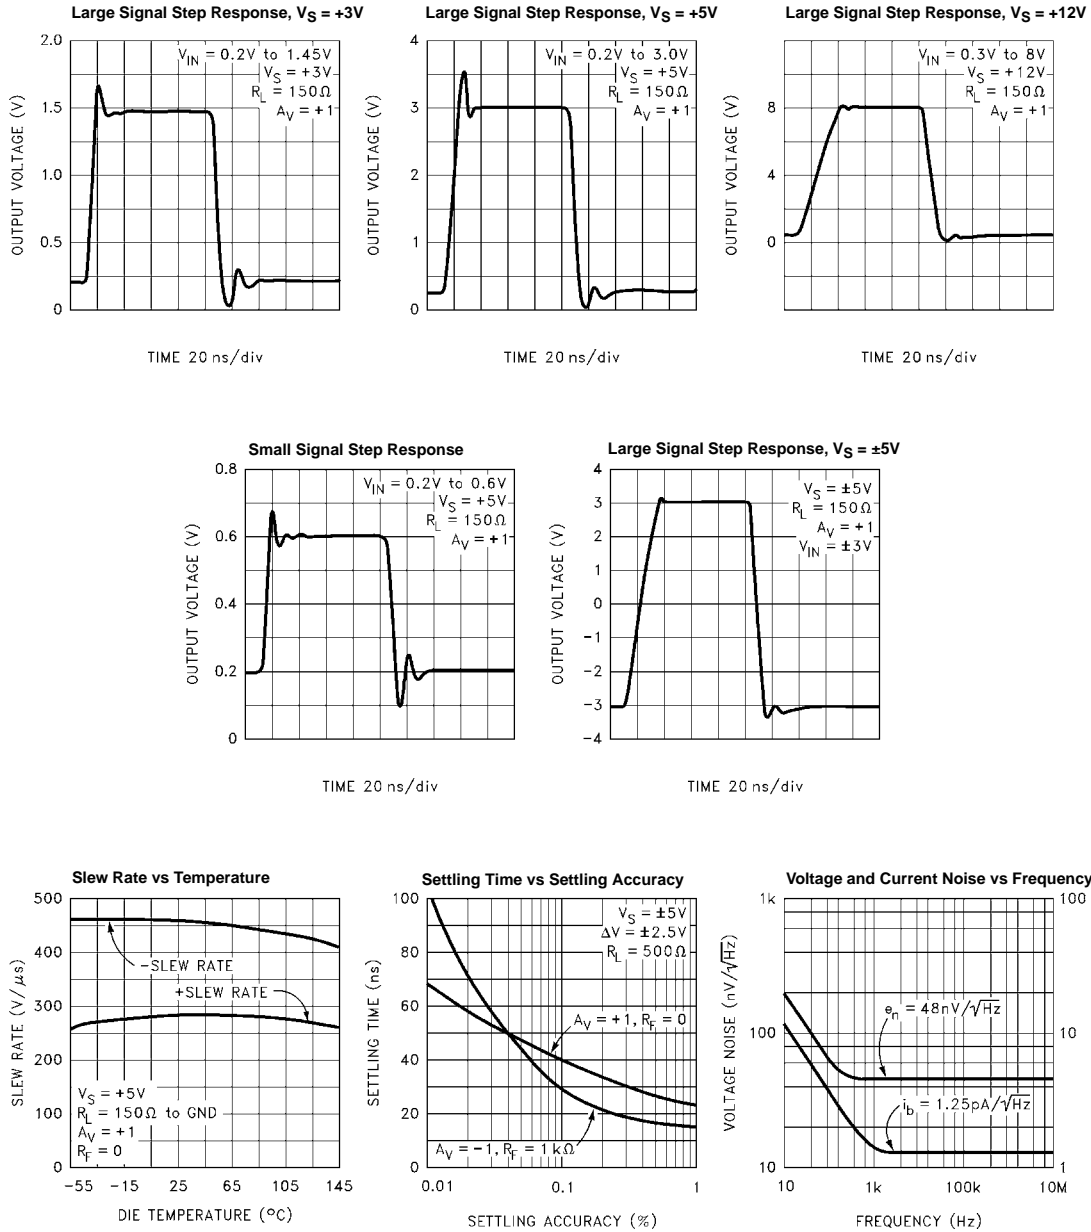 Large Signal Step Response, VS = +3V
2.0
1.5
1.0
0.5
0
OUTPUT VOLTAGE (V)
VIN = 0.2V to 1.45V
VS = +3V
RL = 150Ω
AV = +1
TIME 20 ns/div
Large Signal Step Response, VS = +5V
4
3
2
1
0
OUTPUT VOLTAGE (V)
VIN = 0.2V to 3.0V
VS = +5V
RL = 150Ω
AV = +1
TIME 20 ns/div
Large Signal Step Response, VS = +12V
8
4
0
OUTPUT VOLTAGE (V)
VIN = 0.3V to 8V
VS = +12V
RL = 150Ω
AV = +1
TIME 20 ns/div
Small Signal Step Response
0.8
0.6
0.4
0.2
0
OUTPUT VOLTAGE (V)
VIN = 0.2V to 0.6V
VS = +5V
RL = 150Ω
AV = +1
TIME 20 ns/div
Large Signal Step Response, VS = ±5V
4
3
2
1
0
−1
−2
−3
−4
OUTPUT VOLTAGE (V)
VS = ±5V
RL = 150Ω
AV = +1
VIN = ±3V
TIME 20 ns/div
Slew Rate vs Temperature
500
400
300
200
100
0
SLEW RATE (V/μs)
−SLEW RATE
+SLEW RATE
VS = +5V
RL = 150Ω to GND
AV = +1
RF = 0
−55 −15 25 65 105 145
DIE TEMPERATURE (°C)
Settling Time vs Settling Accuracy
100
80
60
40
20
0
SETTLING TIME (ns)
VS = ±5V
ΔV = ±2.5V
RL = 500Ω
AV = +1, RF = 0
AV = −1, RF = 1kΩ
0.01 0.1 1
SETTLING ACCURACY (%)
Voltage and Current Noise vs Frequency
1k
100
10
VOLTAGE NOISE (nV/√Hz)
100
10
1
en = 48nV/√Hz
ib = 1.25pA/√Hz
10 1k 100k 10M
FREQUENCY (Hz)